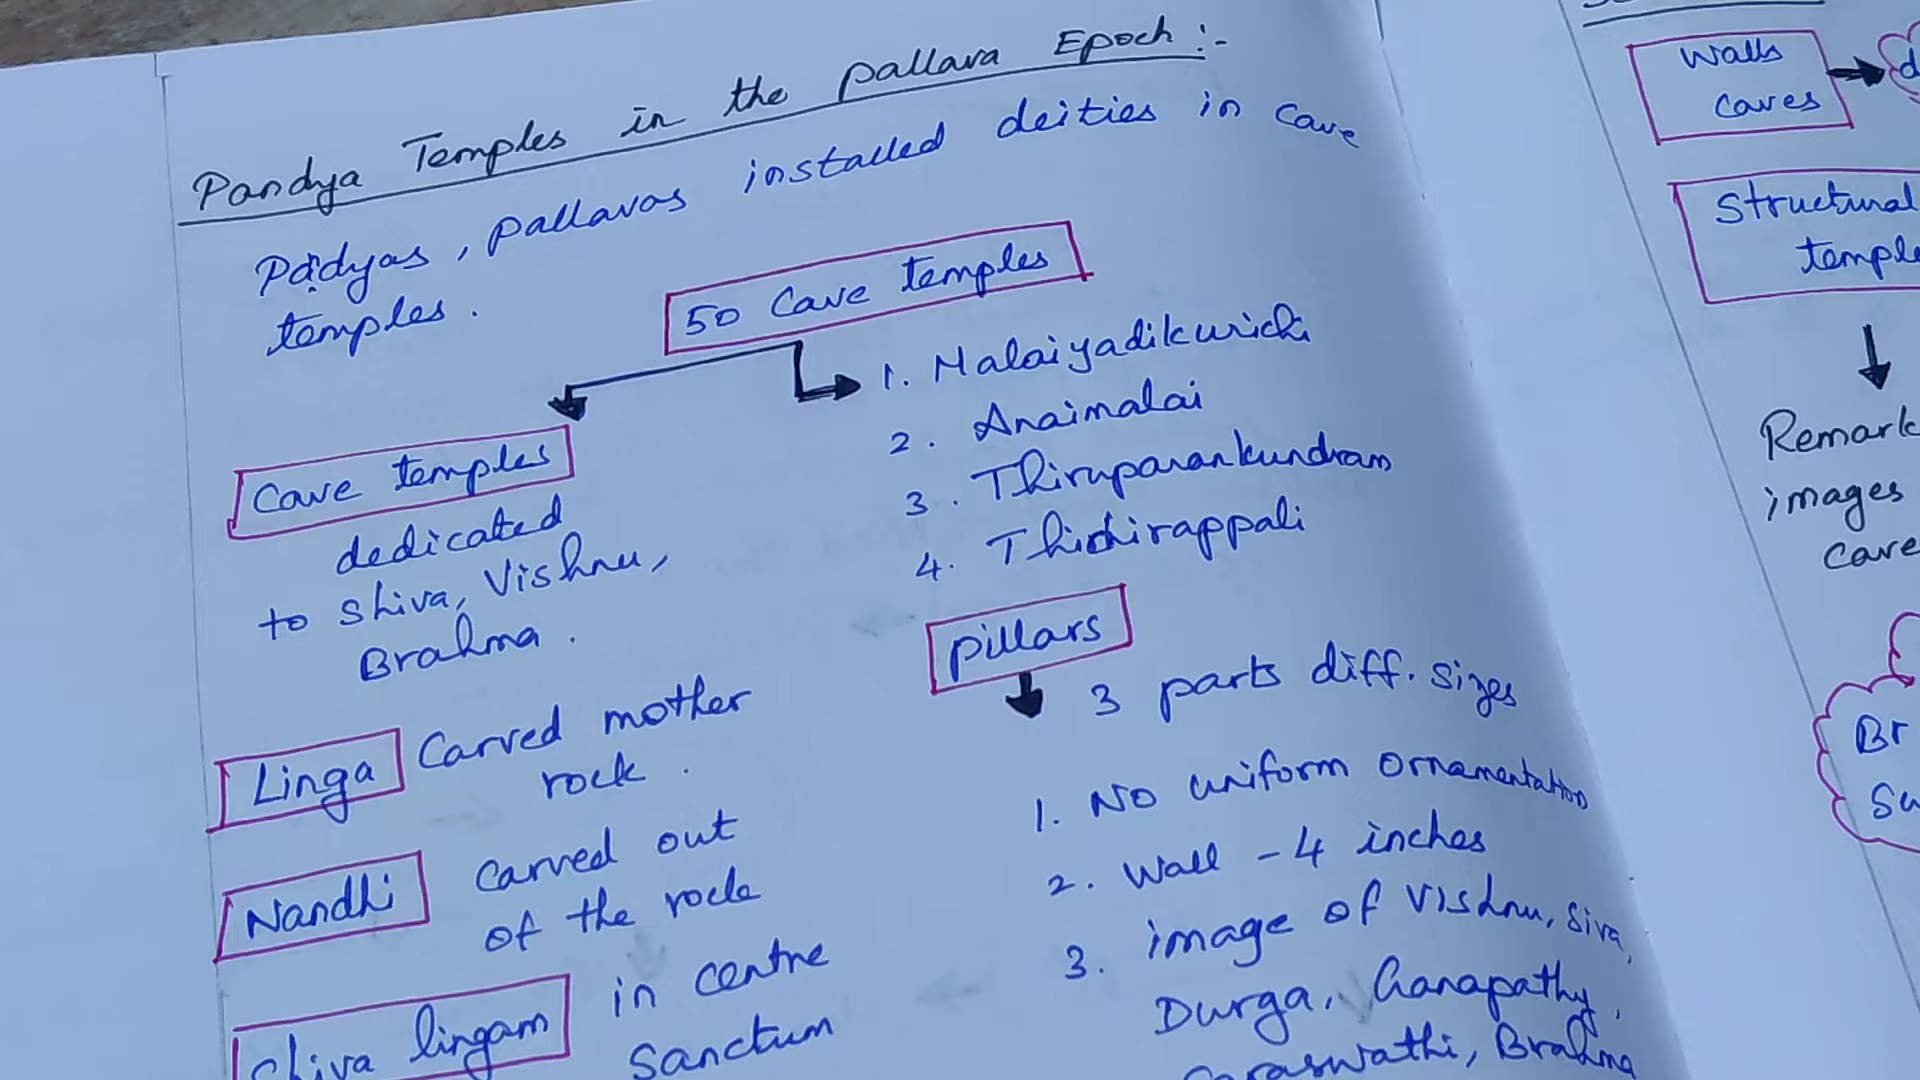 Pandya Temples in the Pallava Epoch :-
Padyas, pallavas installed deities in cave
temples.
50 Cave temples
1. Malaiyadikurichi
2. Anaimalai
3. Thiruparankundram
4. Thichirappali
Cave temples
dedicated
to Shiva, Vishnu,
Brahma.
Linga Carved mother
rock.
Nandhi carved out
of the rock
Shiva lingam in centre
Sanctum
pillars
3 parts diff. sizes
1. No uniform ornamentation
2. Wall - 4 inches
3. image of Vishnu, Siva,
Durga, Ganapathy,
Saraswathi, Brahma
Walls
Caves
Structural
images